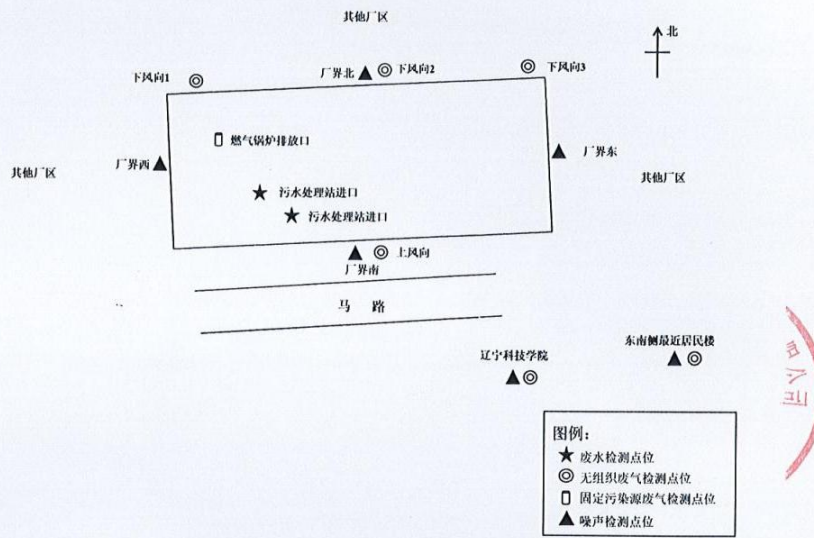 其他厂区
北
下风向1
厂界北
下风向2
下风向3
燃气锅炉排放口
厂界西
厂界东
其他厂区
其他厂区
污水处理站进口
污水处理站进口
上风向
厂界南
马 路
辽宁科技学院
东南侧最近居民楼
公司
图例：
废水检测点位
无组织废气检测点位
固定污染源废气检测点位
噪声检测点位